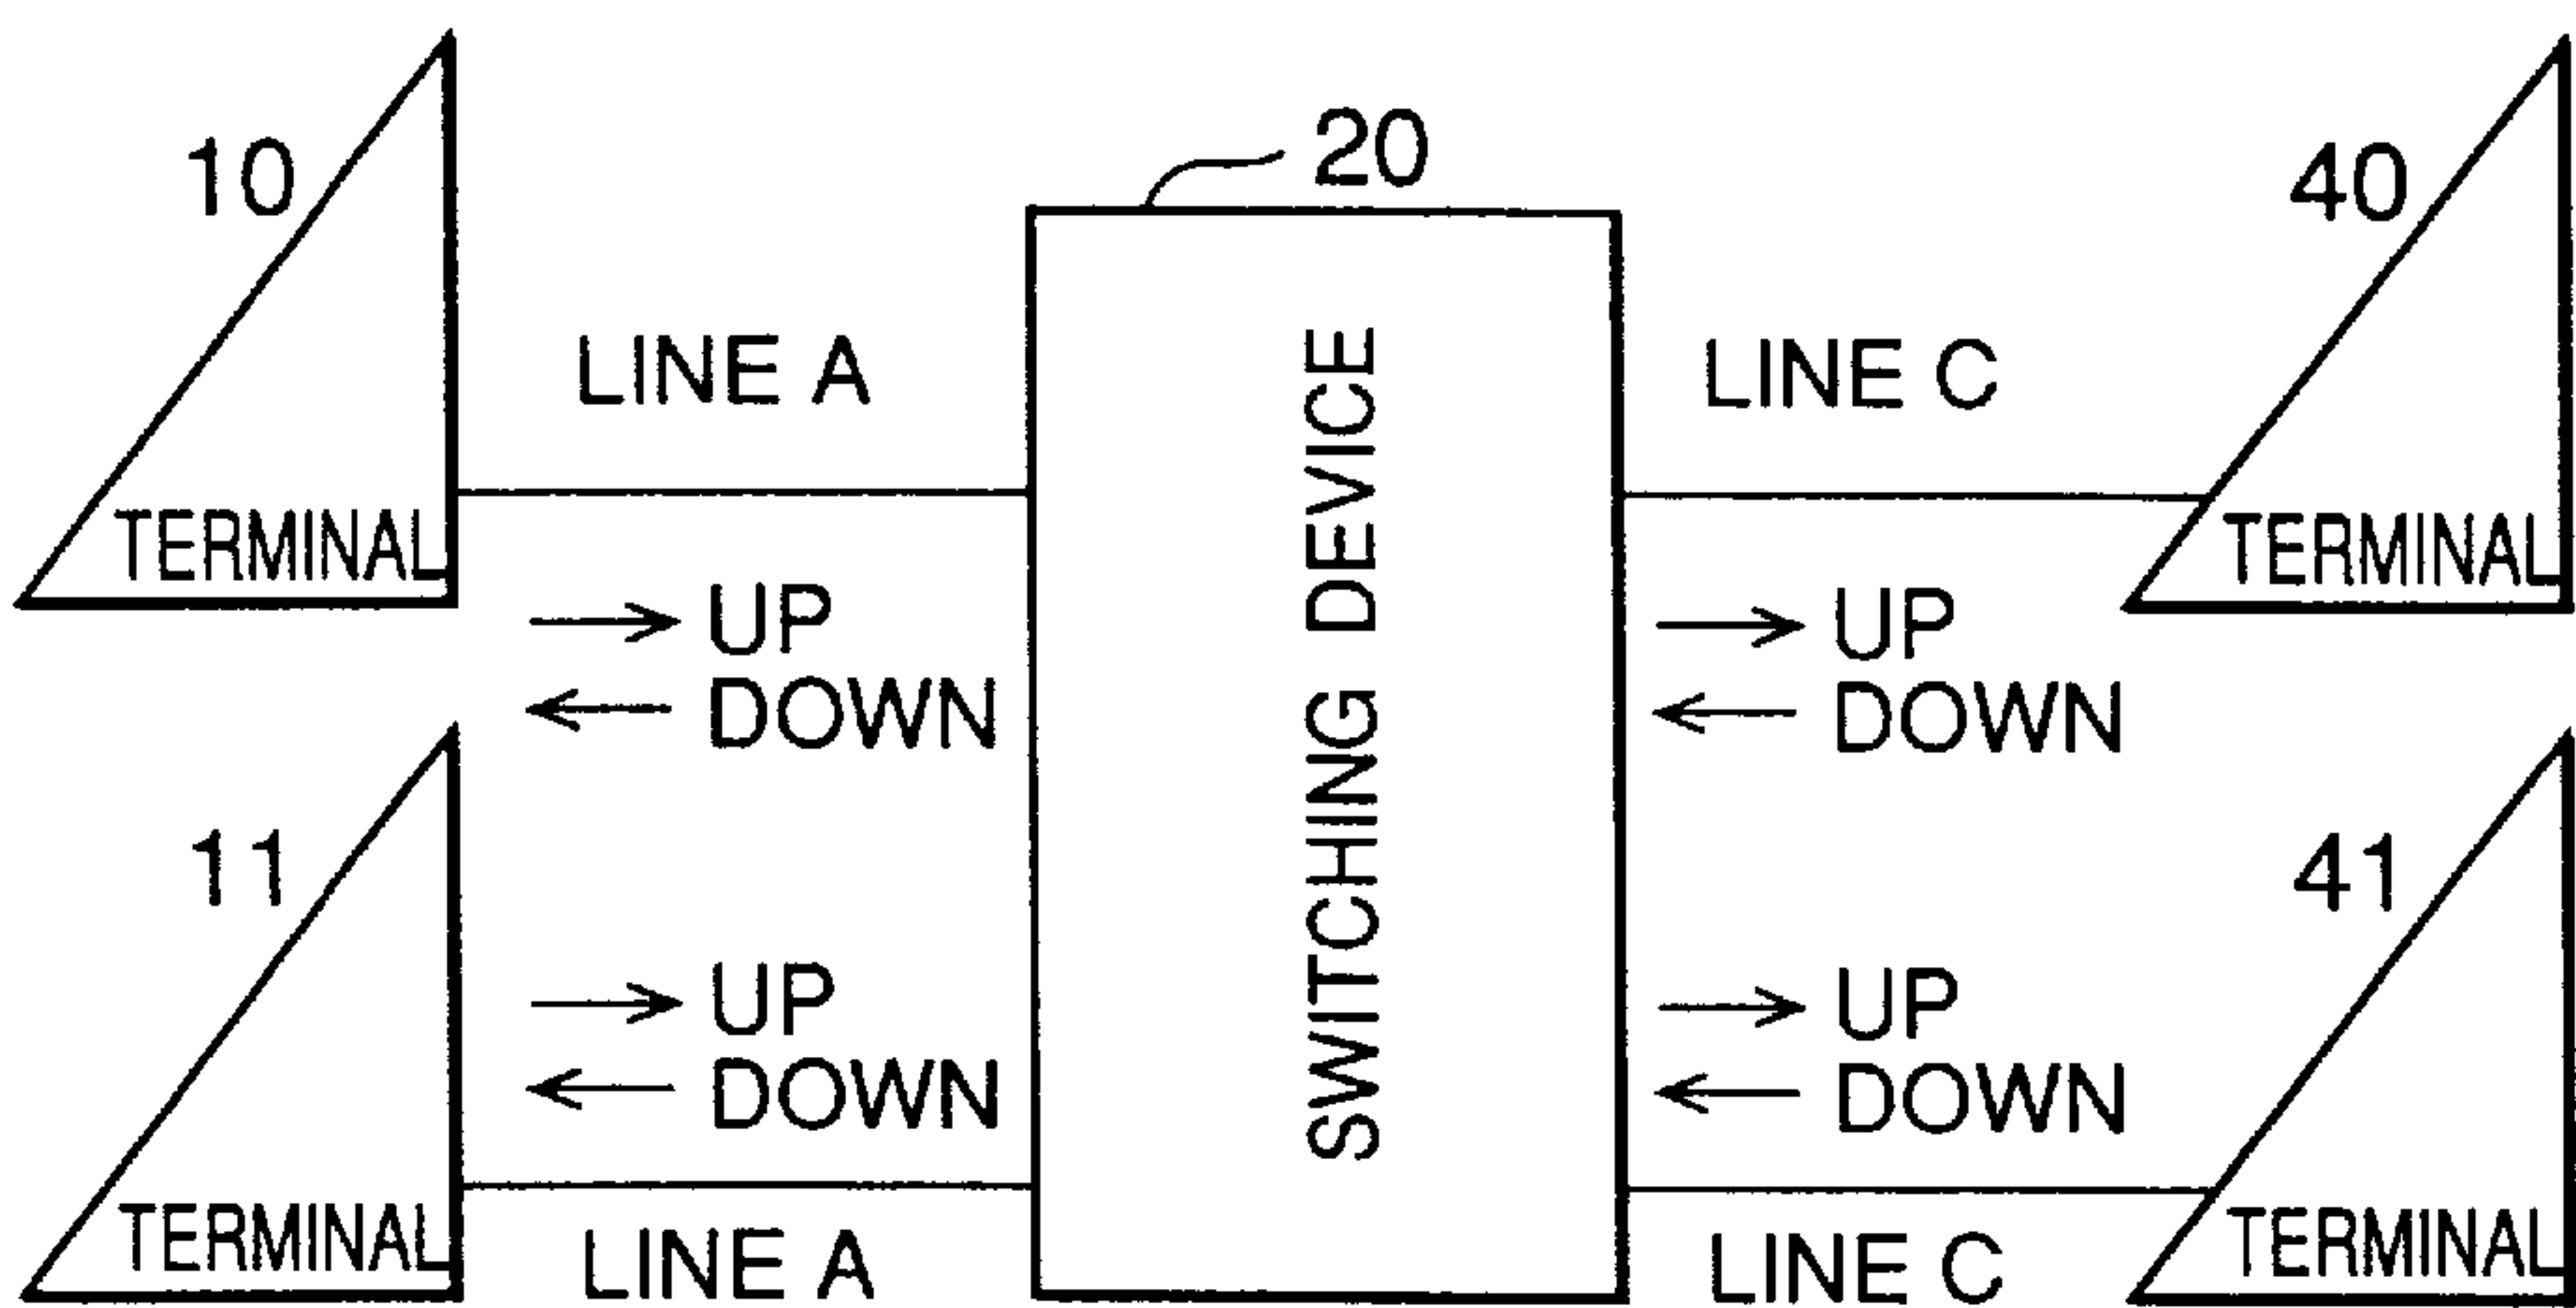 10
20
40
LINE A
LINE C
SWITCHING DEVICE
TERMINAL
TERMINAL
UP
DOWN
UP
DOWN
11
41
UP
DOWN
UP
DOWN
TERMINAL
TERMINAL
LINE A
LINE C